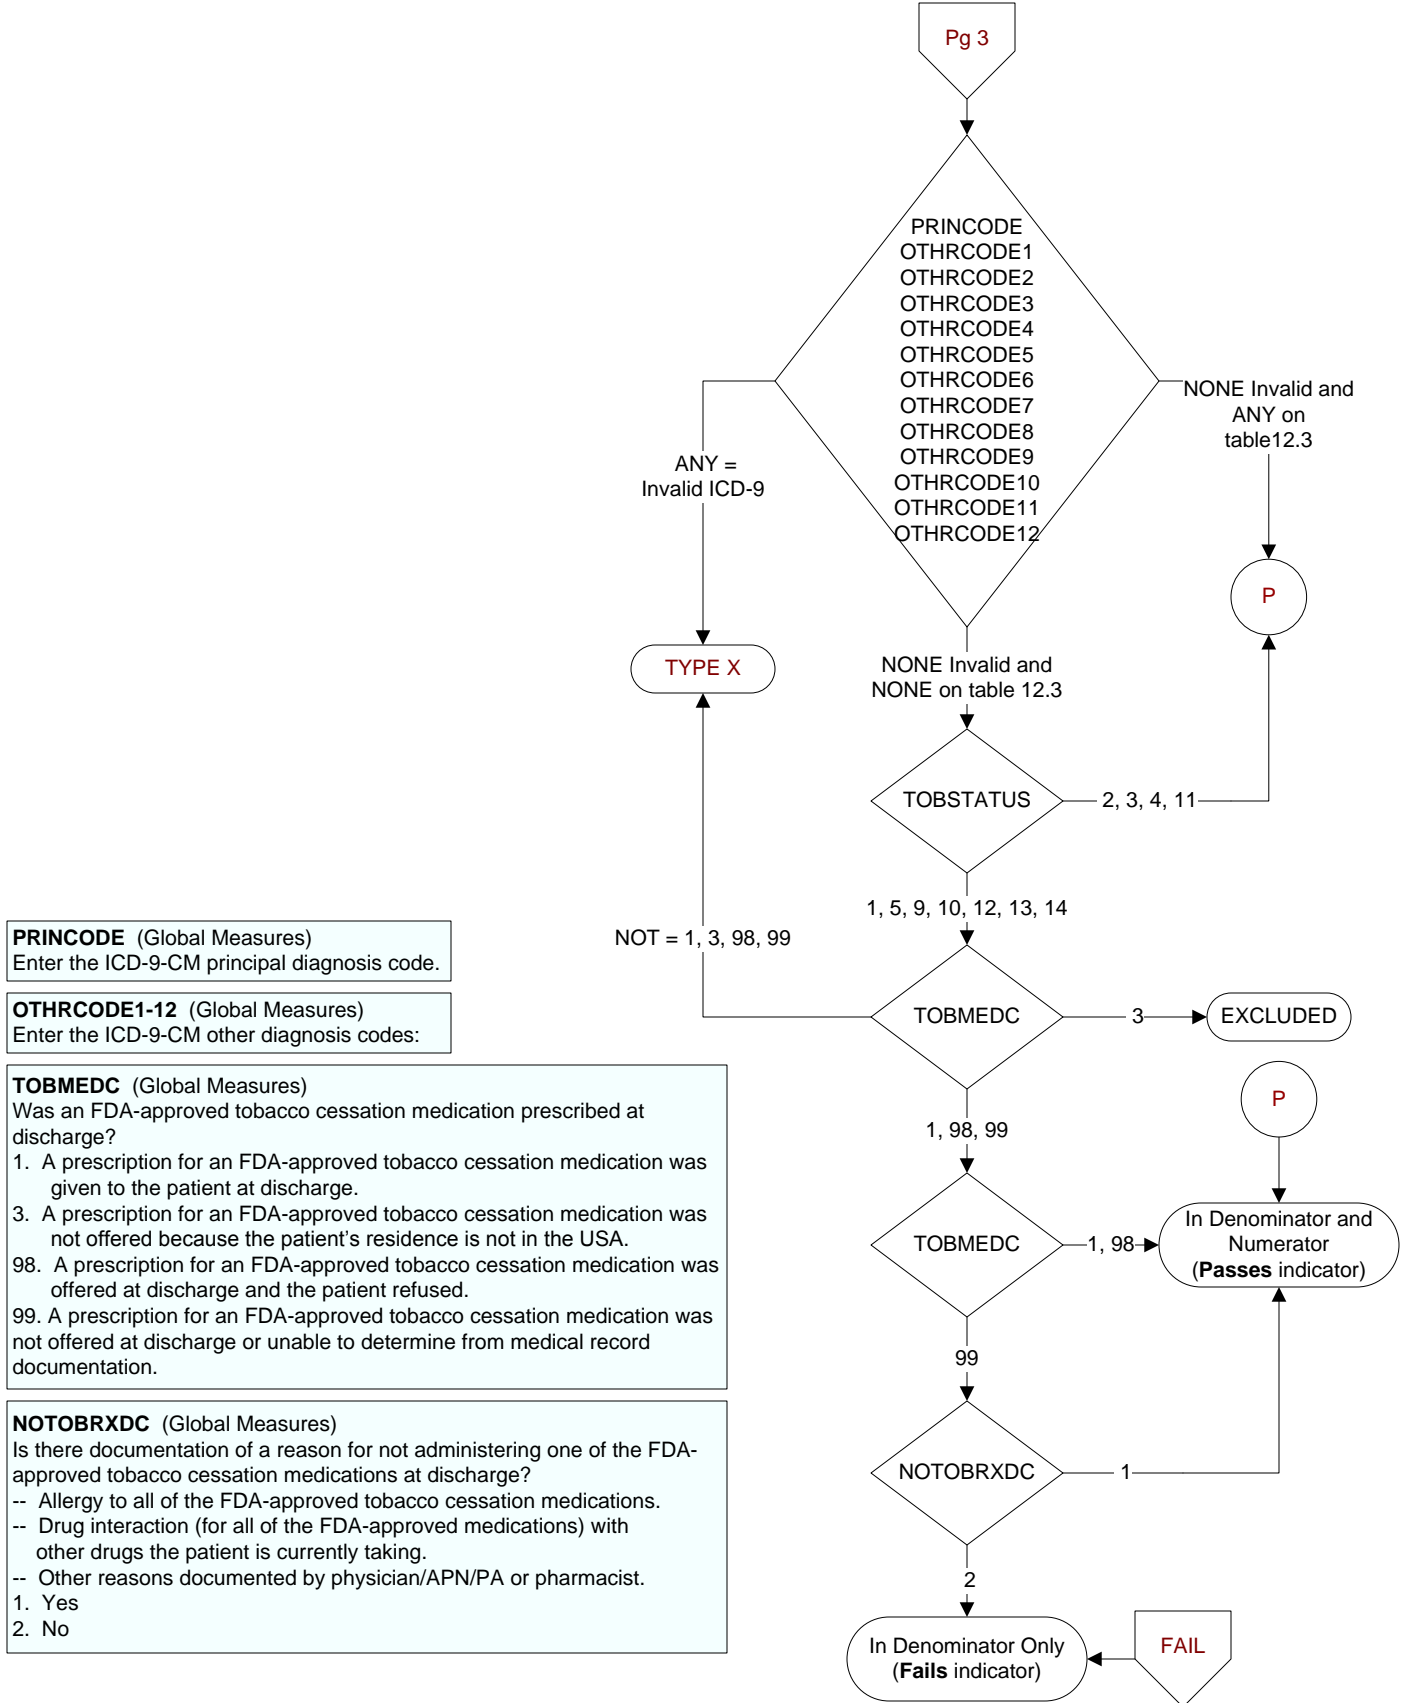 Pg 3
PRINCODE
OTHRCODE1
OTHRCODE2
OTHRCODE3
OTHRCODE4
OTHRCODE5
OTHRCODE6
OTHRCODE7
OTHRCODE8
OTHRCODE9
OTHRCODE10
OTHRCODE11
OTHRCODE12
NONE Invalid and
ANY on
table12.3
ANY =
Invalid ICD-9
P
TYPE X
NONE Invalid and
NONE on table 12.3
TOBSTATUS
2, 3, 4, 11
1, 5, 9, 10, 12, 13, 14
NOT = 1, 3, 98, 99
TOBMEDC
3
EXCLUDED
P
1, 98, 99
TOBMEDC
1, 98
In Denominator and
Numerator
(Passes indicator)
99
NOTOBRXDC
1
2
In Denominator Only
(Fails indicator)
FAIL
PRINCODE (Global Measures)
Enter the ICD-9-CM principal diagnosis code.
OTHRCODE1-12 (Global Measures)
Enter the ICD-9-CM other diagnosis codes:
TOBMEDC (Global Measures)
Was an FDA-approved tobacco cessation medication prescribed at
discharge?
1. A prescription for an FDA-approved tobacco cessation medication was
given to the patient at discharge.
3. A prescription for an FDA-approved tobacco cessation medication was
not offered because the patient's residence is not in the USA.
98. A prescription for an FDA-approved tobacco cessation medication was
offered at discharge and the patient refused.
99. A prescription for an FDA-approved tobacco cessation medication was
not offered at discharge or unable to determine from medical record
documentation.
NOTOBRXDC (Global Measures)
Is there documentation of a reason for not administering one of the FDA-
approved tobacco cessation medications at discharge?
-- Allergy to all of the FDA-approved tobacco cessation medications.
-- Drug interaction (for all of the FDA-approved medications) with
other drugs the patient is currently taking.
-- Other reasons documented by physician/APN/PA or pharmacist.
1. Yes
2. No